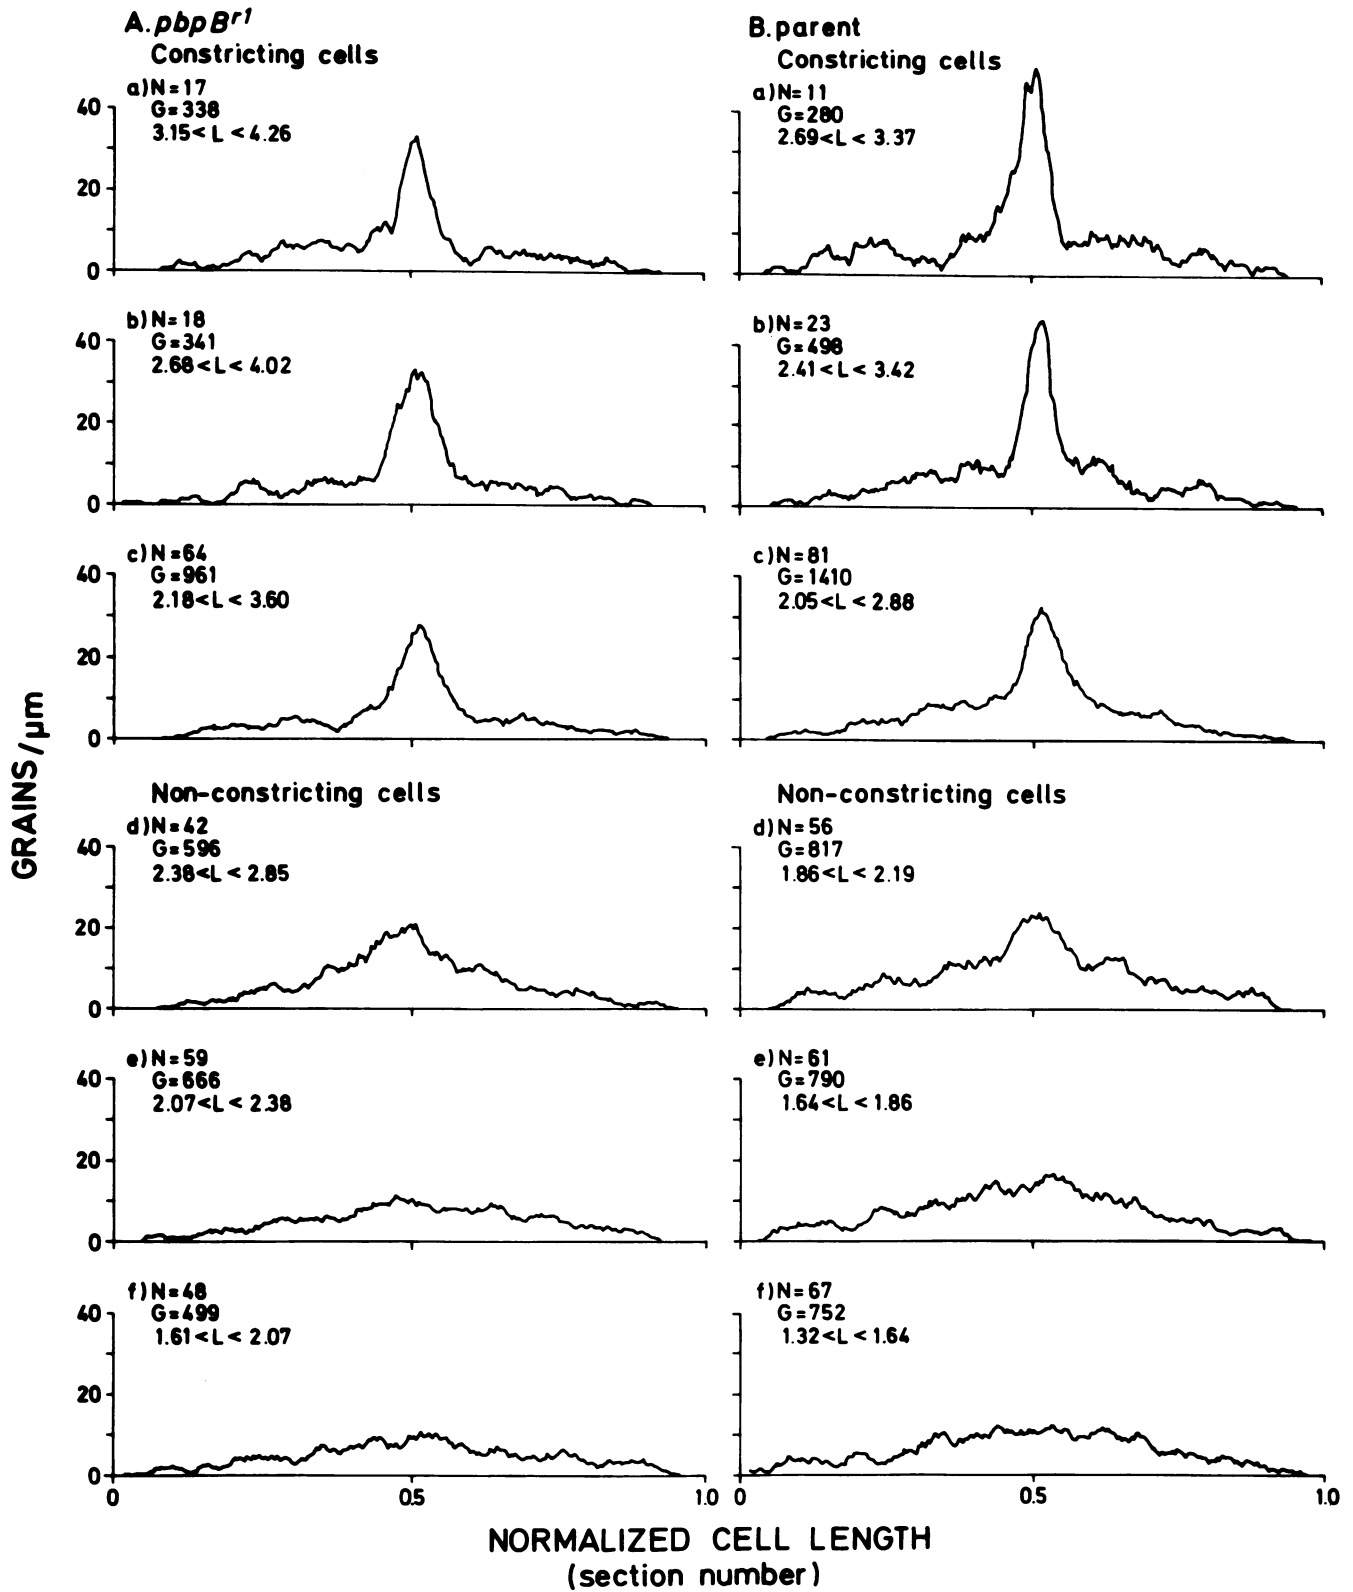 A. pbpBr1
Constricting cells
a) N=17
G=338
3.15<L<4.26
40
20
0
b) N=18
G=341
2.68<L<4.02
40
20
0
c) N=64
G=961
2.18<L<3.60
40
20
0
Non-constricting cells
d) N=42
G=596
2.38<L<2.85
40
20
0
e) N=59
G=666
2.07<L<2.38
40
20
0
f) N=48
G=499
1.61<L<2.07
40
20
0
0 0.5 1.0
B. parent
Constricting cells
a) N=11
G=280
2.69<L<3.37
b) N=23
G=498
2.41<L<3.42
c) N=81
G=1410
2.05<L<2.88
Non-constricting cells
d) N=56
G=817
1.86<L<2.19
e) N=61
G=790
1.64<L<1.86
f) N=67
G=752
1.32<L<1.64
0 0.5 1.0
GRAINS/μm
NORMALIZED CELL LENGTH
(section number)